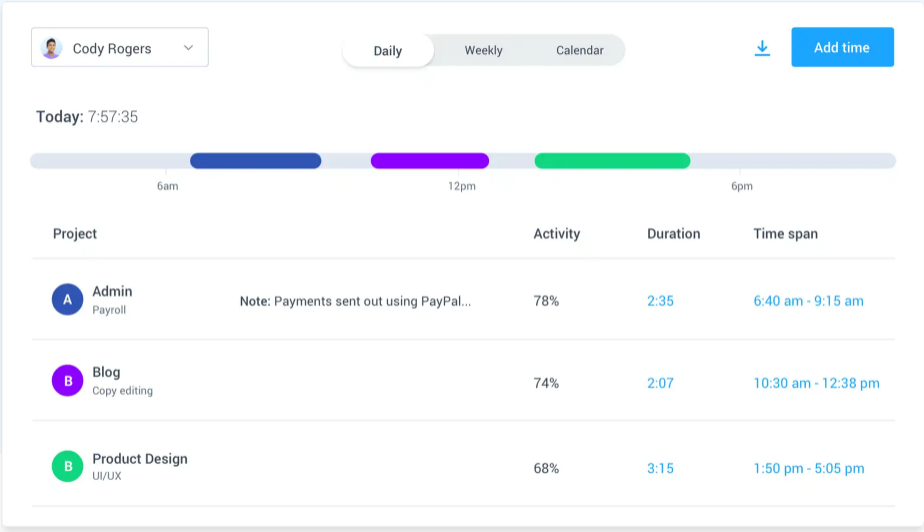 Cody Rogers
Daily
Weekly
Calendar
Add time
Today: 7:57:35
6am
12pm
6pm
Project
Activity
Duration
Time span
A
Admin
Payroll
Note: Payments sent out using PayPal...
78%
2:35
6:40 am - 9:15 am
B
Blog
Copy editing
74%
2:07
10:30 am - 12:38 pm
B
Product Design
UI/UX
68%
3:15
1:50 pm - 5:05 pm